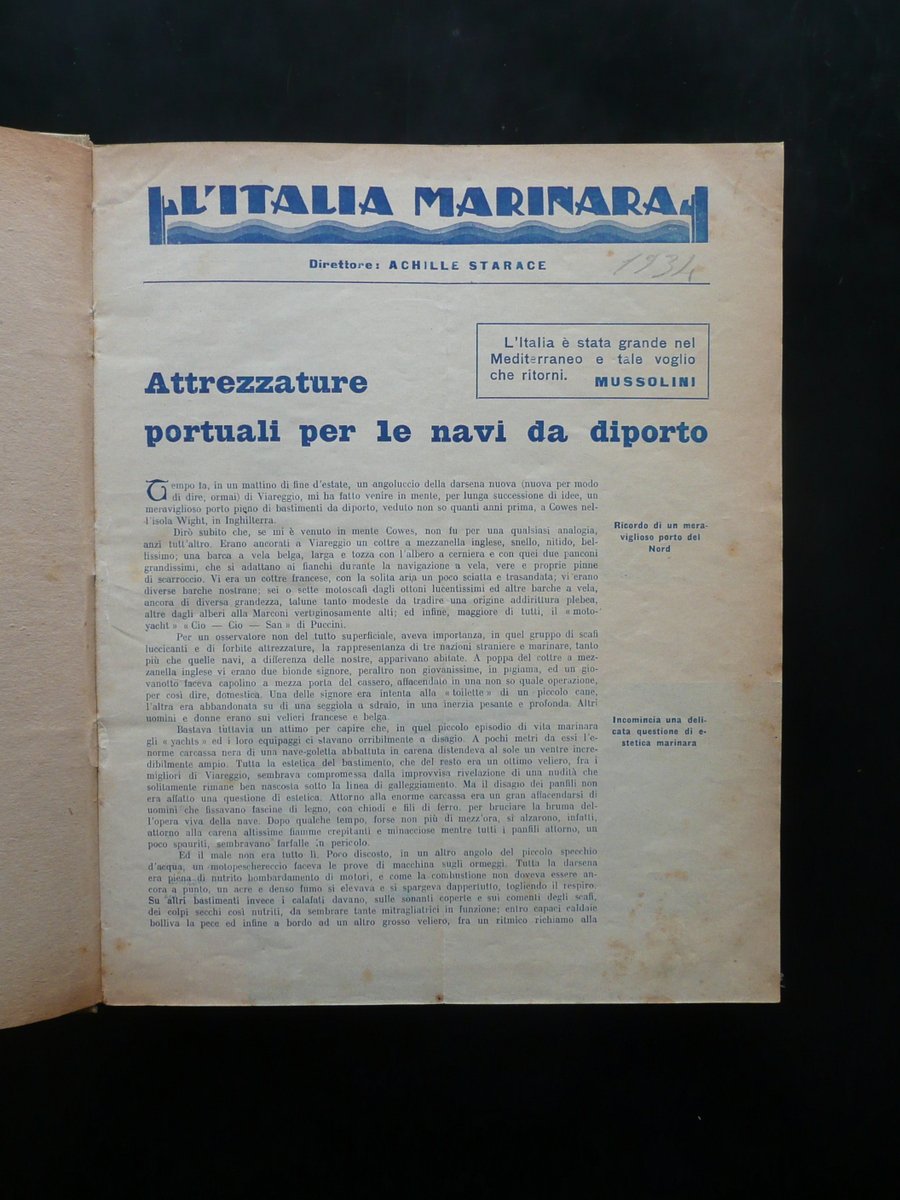 L'ITALIA MARINARA
Direttore: ACHILLE STARACE
1934
L'Italia è stata grande nel
Mediterraneo e tale voglio
che ritorni. MUSSOLINI
Attrezzature
portuali per le navi da diporto
Tempo fa, in un mattino di fine d'estate, un angoluccio della darsena nuova (nuova per modo
di dire, ormai) di Viareggio, mi ha fatto venire in mente, per lunga successione di idee, un
meraviglioso porto pieno di bastimenti da diporto, veduto non so quanti anni prima, a Cowes nel-
l'isola Wight, in Inghilterra.
Dirò subito che, se mi è venuto in mente Cowes, non fu per una qualsiasi analogia,
anzi tutt'altro. Erano ancorati a Viareggio un cottre a mezzanella inglese, snello, nitido, bel-
lissimo; una barca a vela belga, larga e tozza con l'albero a cerniera e con quei due panconi
grandissimi, che si adattano ai fianchi durante la navigazione a vela, vere e proprie pinne
di scarroccio. Vi era un cottre francese, con la solita aria un poco sciatta e trasandata; vi erano
diverse barche nostrane; sei o sette motoscafi dagli ottoni lucentissimi ed altre barche a vela,
ancora di diversa grandezza, talune tanto modeste da tradire una origine addirittura plebea,
altre dagli alberi alla Marconi vertiginosamente alti; ed infine, maggiore di tutti, il « moto-
yacht » « Cio — Cio — San » di Puccini.
Per un osservatore non del tutto superficiale, aveva importanza, in quel gruppo di scafi
luccicanti e di forbite attrezzature, la rappresentanza di tre nazioni straniere e marinare, tanto
più che quelle navi, a differenza delle nostre, apparivano abitate. A poppa del cottre a mez-
zanella inglese vi erano due bionde signore, peraltro non giovanissime, in pigiama, ed un gio-
vanotto faceva capolino a mezza porta del cassero, affacendato in una non so quale operazione,
per così dire, domestica. Una delle signore era intenta alla « toilette » di un piccolo cane,
l'altra era abbandonata su di una seggiola a sdraio, in una inerzia pesante e profonda. Altri
uomini e donne erano sui velieri francese e belga.
Bastava tuttavia un attimo per capire che, in quel piccolo episodio di vita marinara
gli « yachts » ed i loro equipaggi ci stavano orribilmente a disagio. A pochi metri da essi l'e-
norme carcassa nera di una nave-goletta abbattuta in carena distendeva al sole un ventre incre-
dibilmente ampio. Tutta la estetica del bastimento, che del resto era un ottimo veliero, fra i
migliori di Viareggio, sembrava compromessa dalla improvvisa rivelazione di una nudità che
solitamente rimane ben nascosta sotto la linea di galleggiamento. Ma il disagio dei panfili non
era affatto una questione di estetica. Attorno alla enorme carcassa era un gran affacendarsi di
uomini che fissavano fascine di legno, con chiodi e fili di ferro, per bruciare la bruma del-
l'opera viva della nave. Dopo qualche tempo, forse non più di mezz'ora, si alzarono, infatti,
attorno alla carena altissime fiamme crepitanti e minacciose mentre tutti i panfili attorno, un
poco spauriti, sembravano farfalle in pericolo.
Ed il male non era tutto lì. Poco discosto, in un altro angolo del piccolo specchio
d'acqua, un motopeschereccio faceva le prove di macchina sugli ormeggi. Tutta la darsena
era piena di nutrito bombardamento di motori, e come la combustione non doveva essere an-
cora a punto, un acre e denso fumo si elevava e si spargeva dappertutto, togliendo il respiro.
Su altri bastimenti invece i calafati davano, sulle sonanti coperte e sui comenti degli scafi,
dei colpi secchi così nutriti, da sembrare tante mitragliatrici in funzione; entro capaci caldaie
bolliva la pece ed infine a bordo ad un altro grosso veliero, fra un ritmico richiamo alla
Ricordo di un mera-
viglioso porto del
Nord
Incomincia una deli-
cata questione di e-
stetica marinara